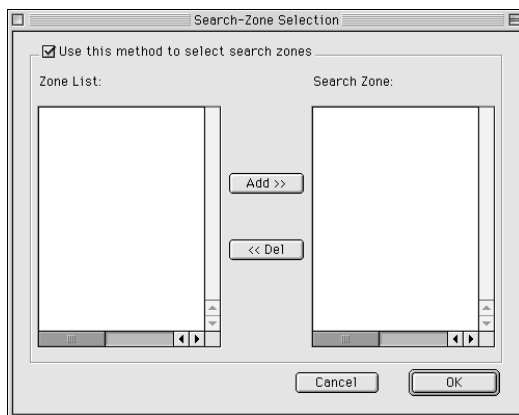 Search-Zone Selection
Use this method to select search zones
Zone List:
Search Zone:
Add >>
<< Del
Cancel
OK